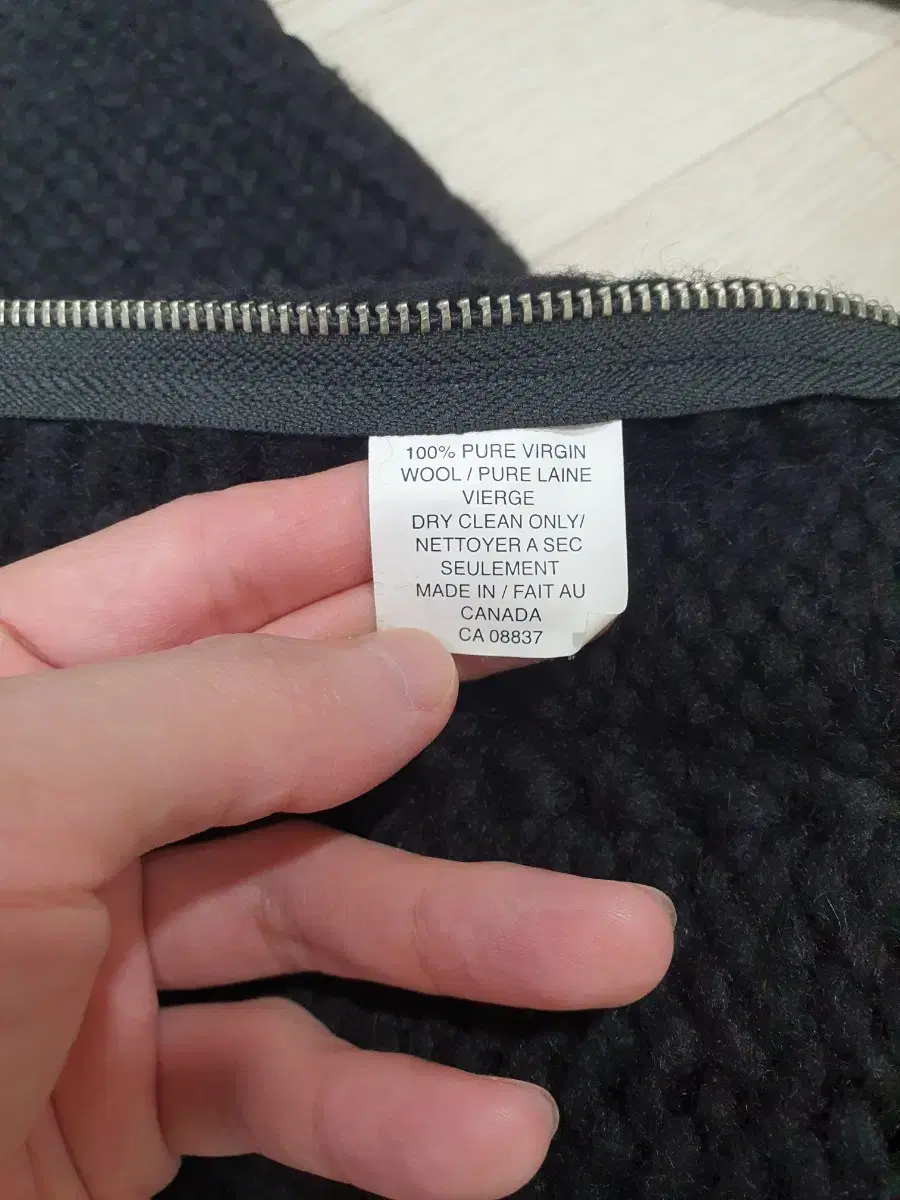 100% PURE VIRGIN
WOOL / PURE LAINE
VIERGE
DRY CLEAN ONLY/
NETTOYER A SEC
SEULEMENT
MADE IN / FAIT AU
CANADA
CA 08837